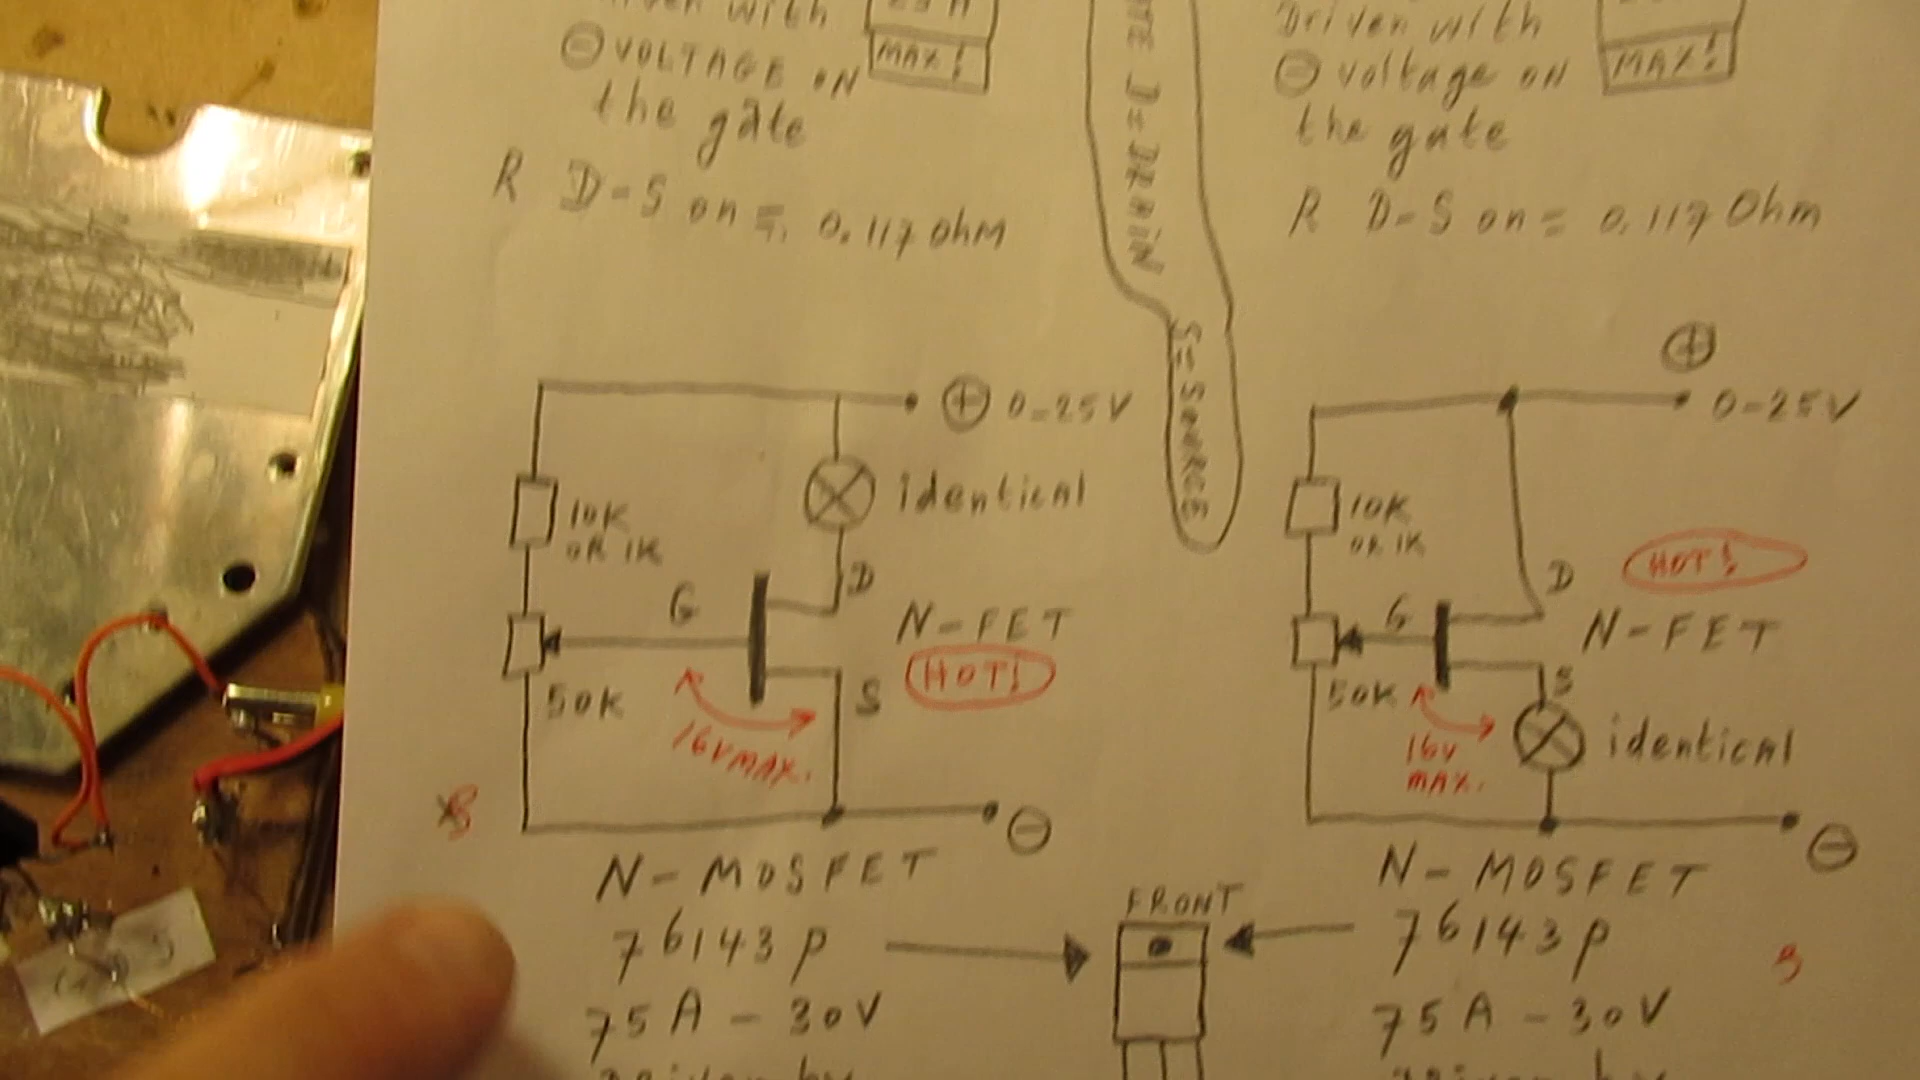 driven with
⊖ VOLTAGE ON
the gate
MAX!
R D-S on = 0.117 Ohm
Driven with
⊖ voltage on
the gate
MAX!
R D-S on = 0.117 Ohm
D=DRAIN
S=SOURCE
⊕ 0-25V
10K
OR 1K
identical
G
D
N-FET
HOT!
50K
S
16V MAX.
⊖
N-MOSFET
76143P
75A - 30V
⊕
0-25V
10K
OR 1K
HOT!
G
D
N-FET
50K
S
16V
MAX.
identical
⊖
N-MOSFET
76143P
75A - 30V
FRONT